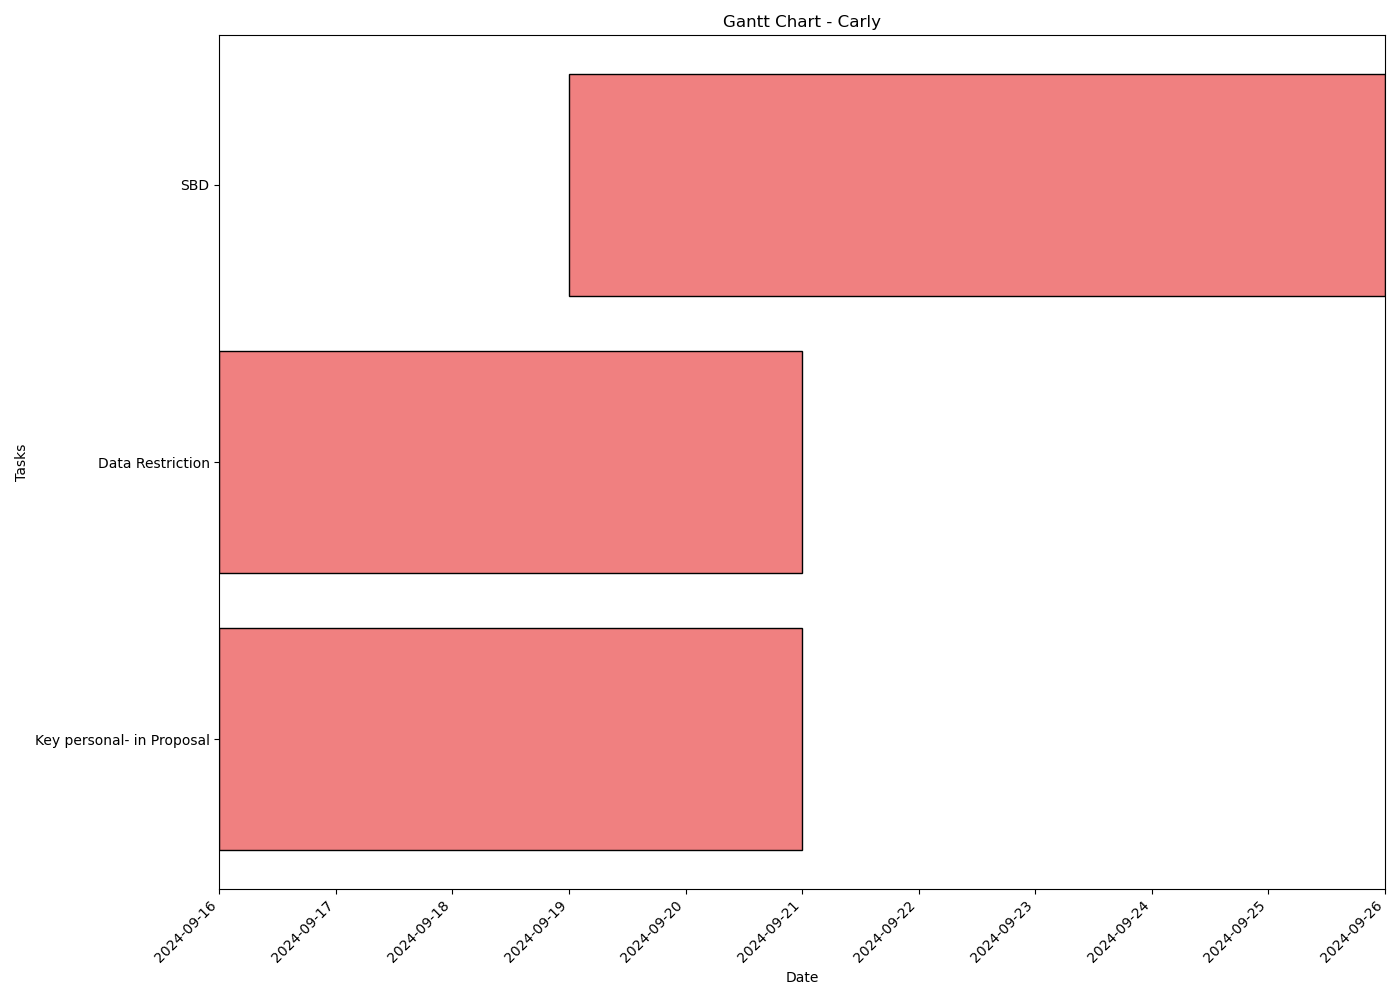 Gantt Chart - Carly
SBD
Data Restriction
Key personal- in Proposal
Tasks
2024-09-16
2024-09-17
2024-09-18
2024-09-19
2024-09-20
2024-09-21
2024-09-22
2024-09-23
2024-09-24
2024-09-25
2024-09-26
Date